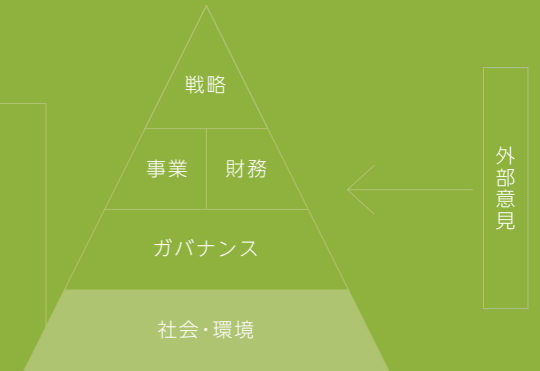 戦略
事業
財務
ガバナンス
社会・環境
外部意見